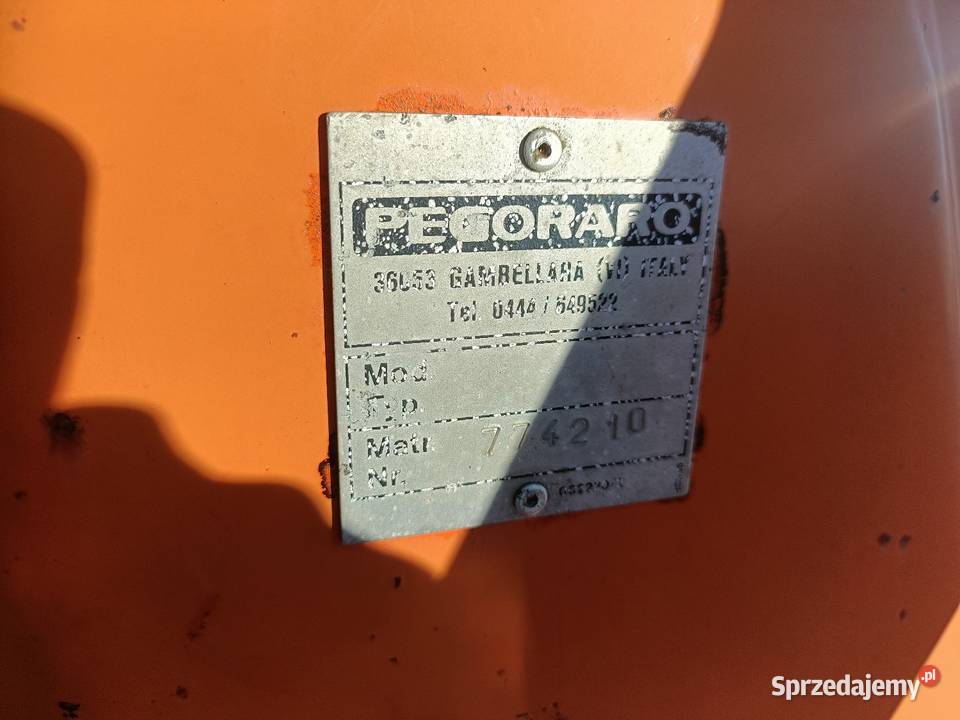 PEGORARO
36053 GAMBELLARA (VI) ITALY
Tel. 0444/649522
Mod.
Typ.
Matr. 774210
Nr.
Sprzedajemy.pl